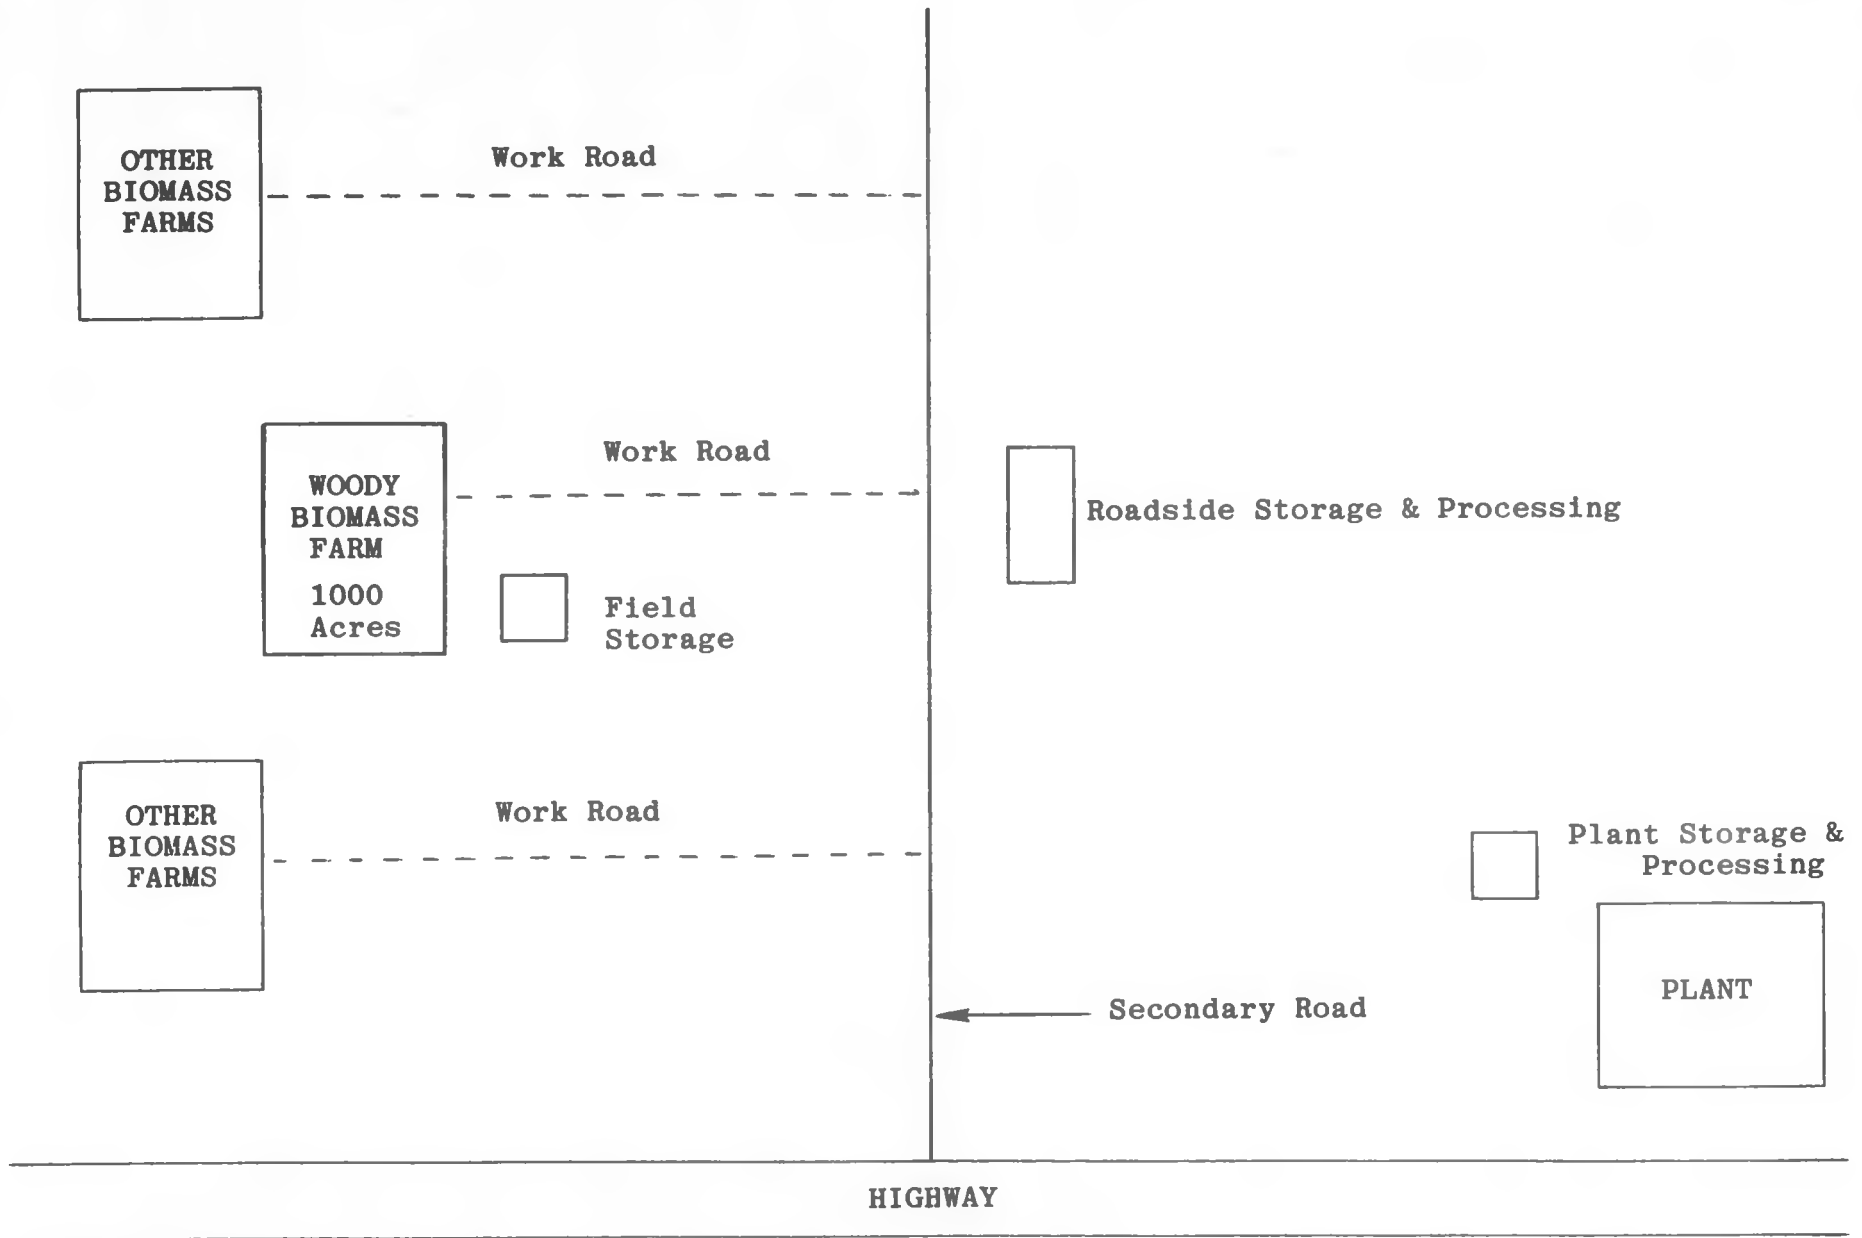 OTHER
BIOMASS
FARMS
Work Road
WOODY
BIOMASS
FARM
1000
Acres
Work Road
Field
Storage
Roadside Storage & Processing
OTHER
BIOMASS
FARMS
Work Road
Plant Storage &
Processing
PLANT
Secondary Road
HIGHWAY